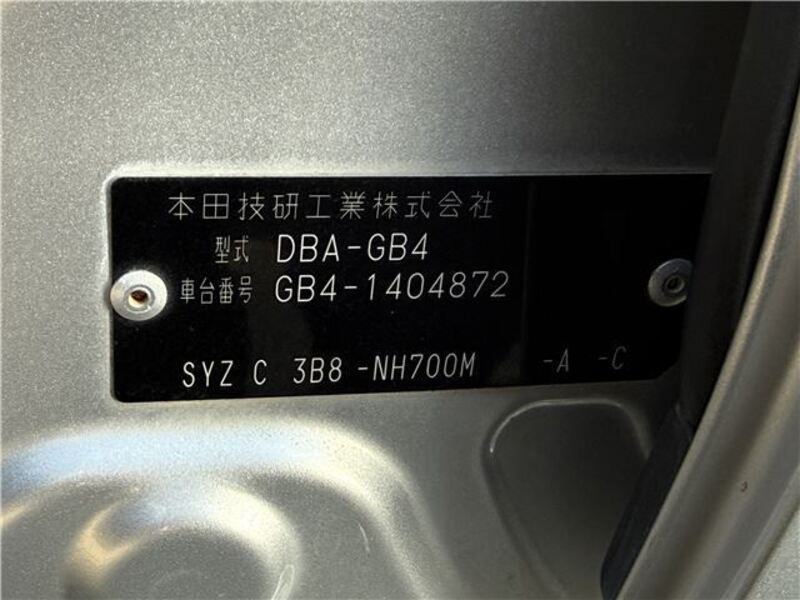 本田技研工業株式会社
型式 DBA-GB4
車台番号 GB4-1404872
SYZ C 3B8 -NH700M -A -C